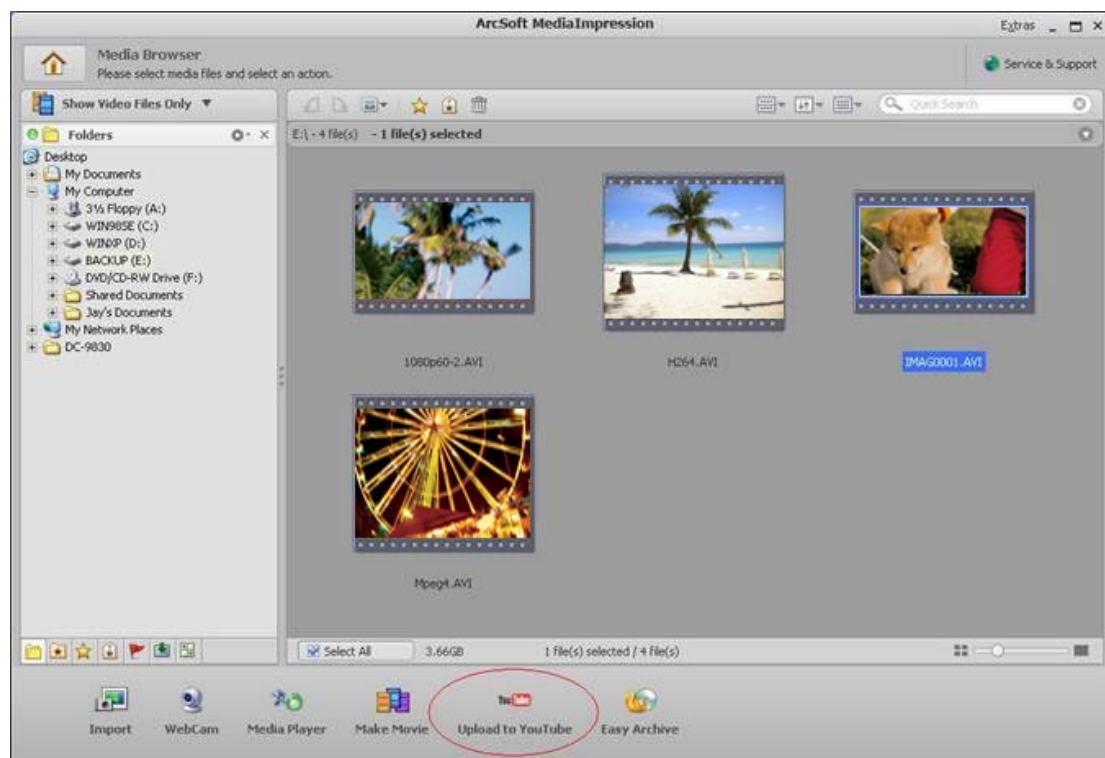 ArcSoft MediaImpression
Extras
Media Browser
Please select media files and select an action.
Service & Support
Show Video Files Only
Quick Search
Folders
E:\ - 4 file(s) - 1 file(s) selected
Desktop
My Documents
My Computer
3½ Floppy (A:)
WIN98SE (C:)
WINXP (D:)
BACKUP (E:)
DVD/CD-RW Drive (F:)
Shared Documents
Jay's Documents
My Network Places
DC-9830
1080p60-2.AVI
H264.AVI
IMAG0001.AVI
Mpeg4.AVI
Select All
3.66GB
1 file(s) selected / 4 file(s)
You Tube
Import
WebCam
Media Player
Make Movie
Upload to YouTube
Easy Archive